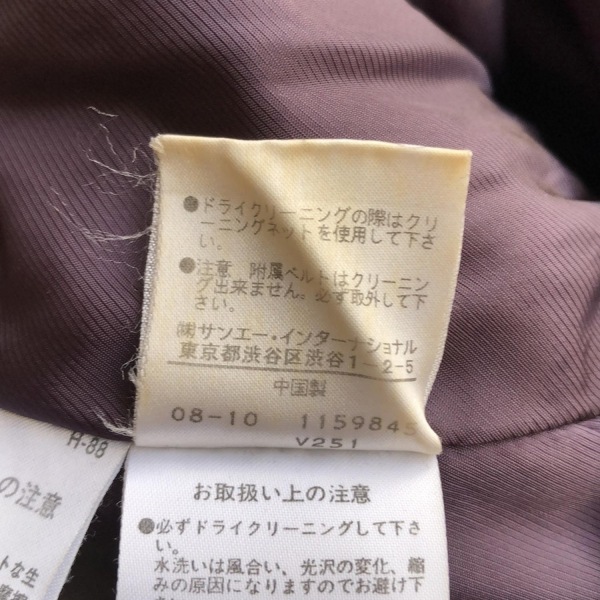 ●ドライクリーニングの際はクリ
ーニングネットを使用して下さ
い。
●注意　附属ベルトはクリーニン
グ出来ません。必ず取外して下
さい。
㈱サンエー・インターナショナル
東京都渋谷区渋谷1-2-5
中国製
08-10 1159845
V251
お取扱い上の注意
●必ずドライクリーニングして下さ
い。
水洗いは風合い、光沢の変化、縮
みの原因になりますのでお避け下
H-88
の注意
な生